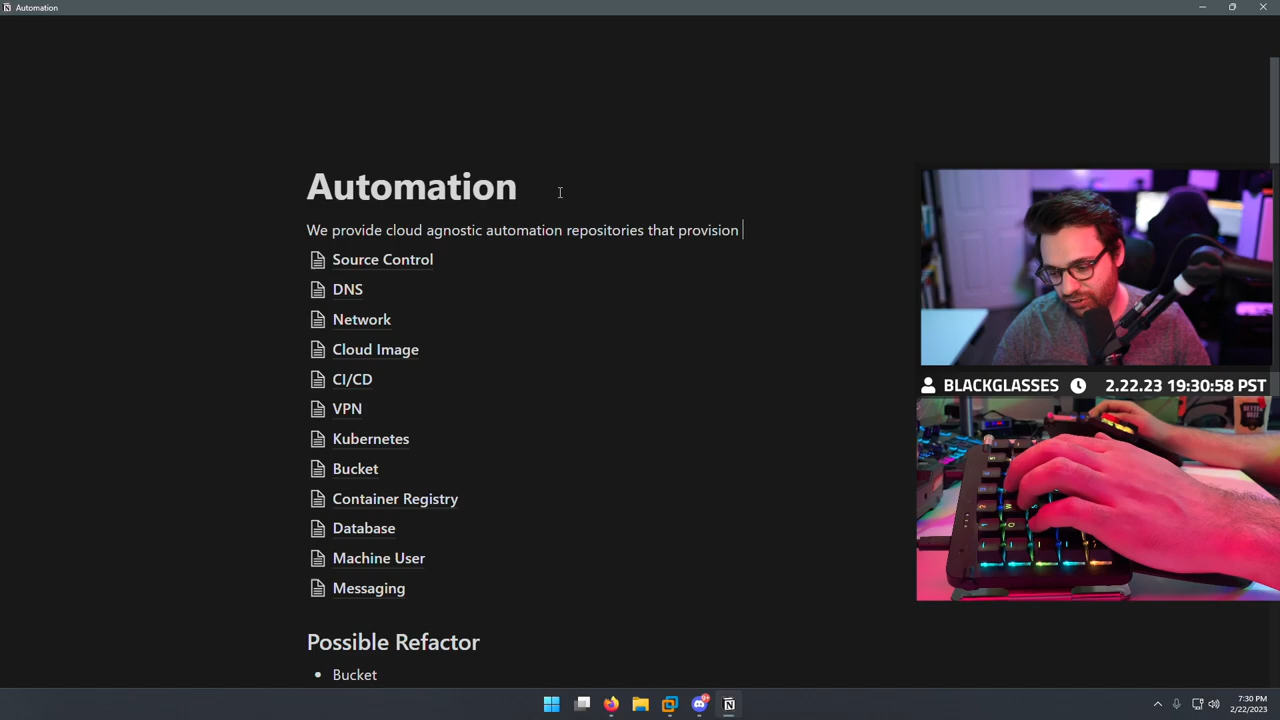 Automation
Automation
We provide cloud agnostic automation repositories that provision
Source Control
DNS
Network
Cloud Image
CI/CD
VPN
Kubernetes
Bucket
Container Registry
Database
Machine User
Messaging
Possible Refactor
Bucket
BLACKGLASSES 2.22.23 19:30:58 PST
7:30 PM
2/22/2023